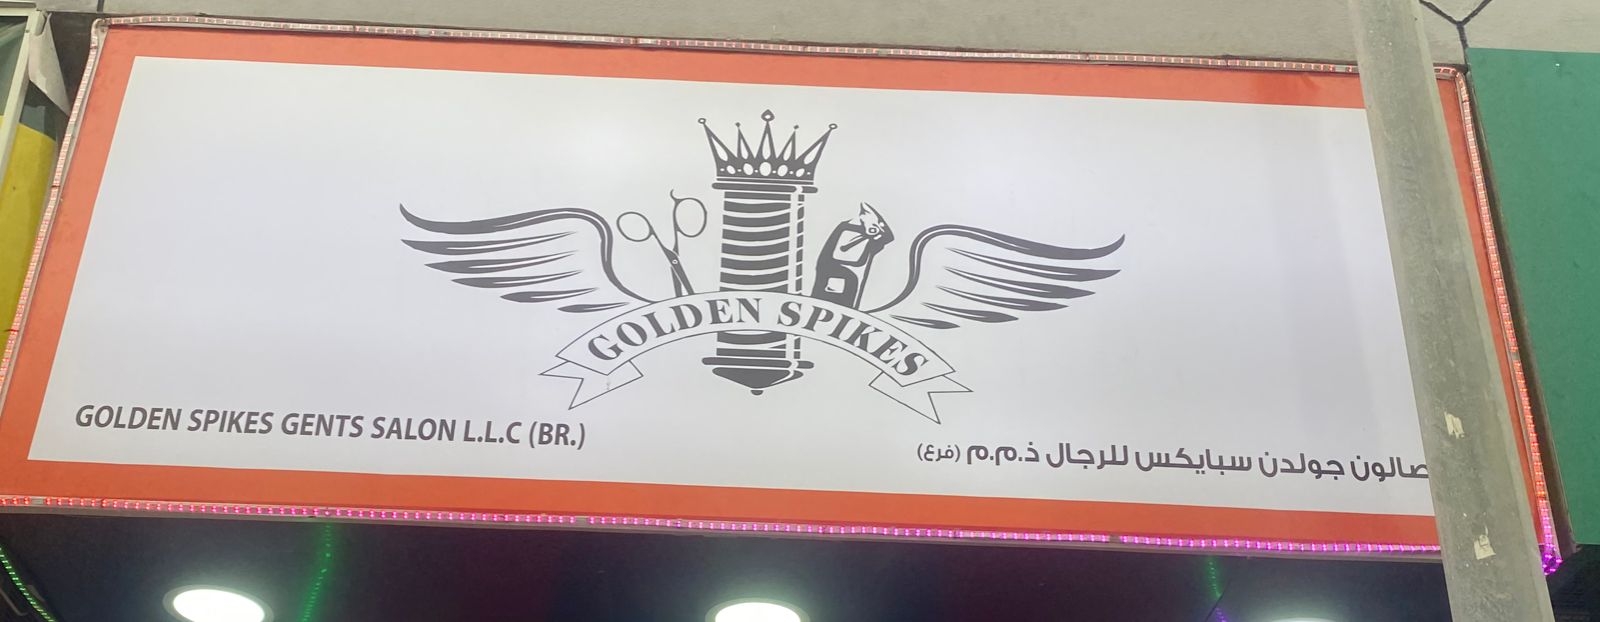 GOLDEN SPIKES
GOLDEN SPIKES GENTS SALON L.L.C (BR.)
صالون جولدن سبايكس للرجال ذ.م.م (فرع)